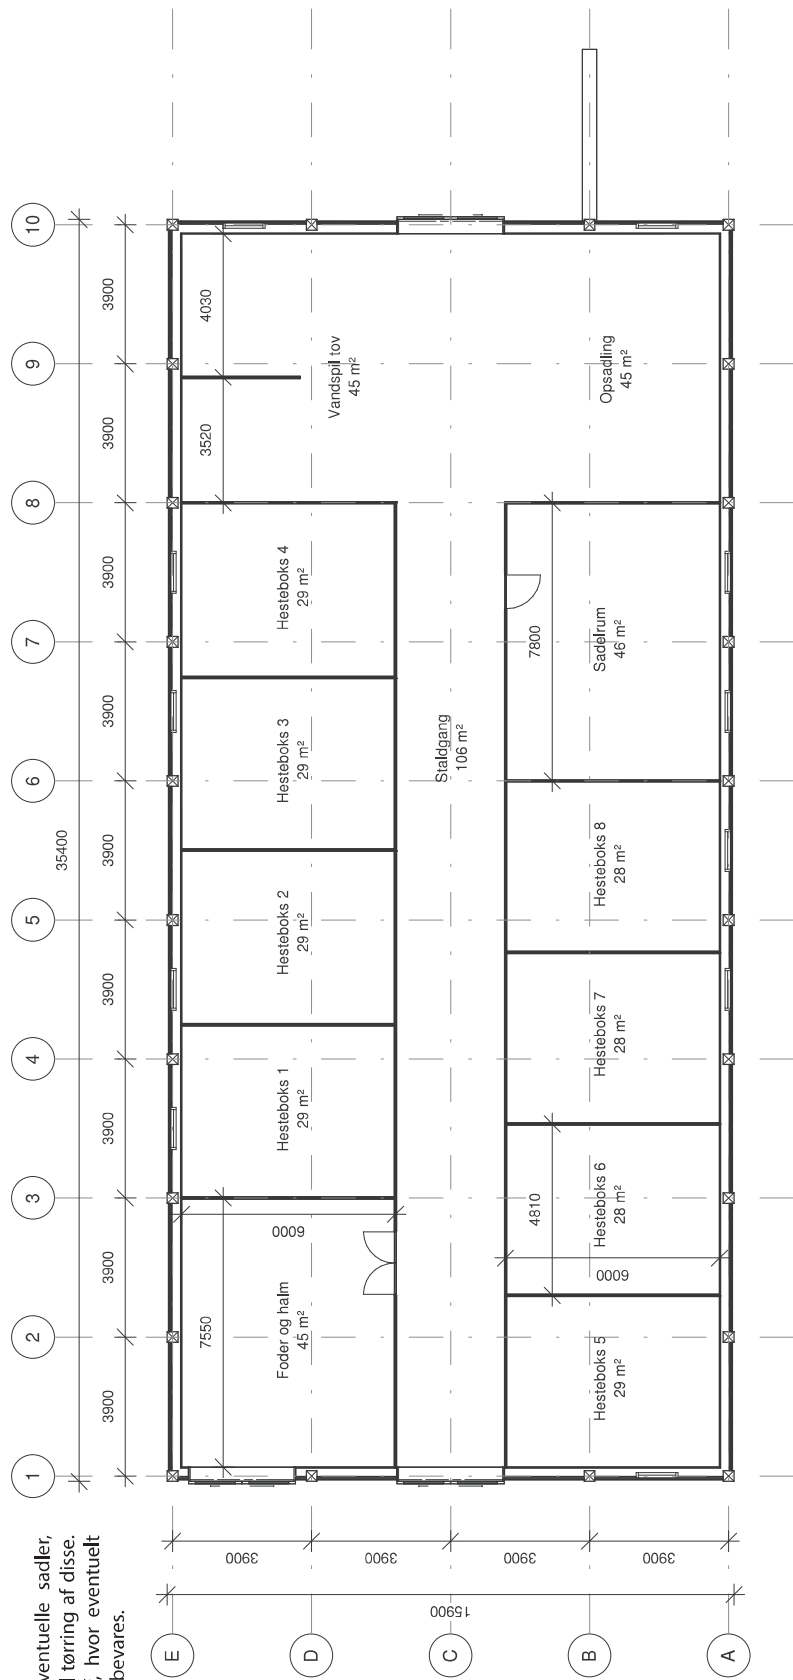 ventuelle sadler,
l tørring af disse.
, hvor eventuelt
bevares.
1
2
3
4
5
6
7
8
9
10
35400
3900
3900
3900
3900
3900
3900
3900
3900
3900
7550
3520
4030
6000
Foder og halm
45 m²
Hesteboks 1
29 m²
Hesteboks 2
29 m²
Hesteboks 3
29 m²
Hesteboks 4
29 m²
Vandspil tov
45 m²
Staldgang
106 m²
4810
7800
6000
Hesteboks 5
29 m²
Hesteboks 6
28 m²
Hesteboks 7
28 m²
Hesteboks 8
28 m²
Sadelrum
46 m²
Opsadling
45 m²
3900
3900
3900
3900
15900
E
D
C
B
A